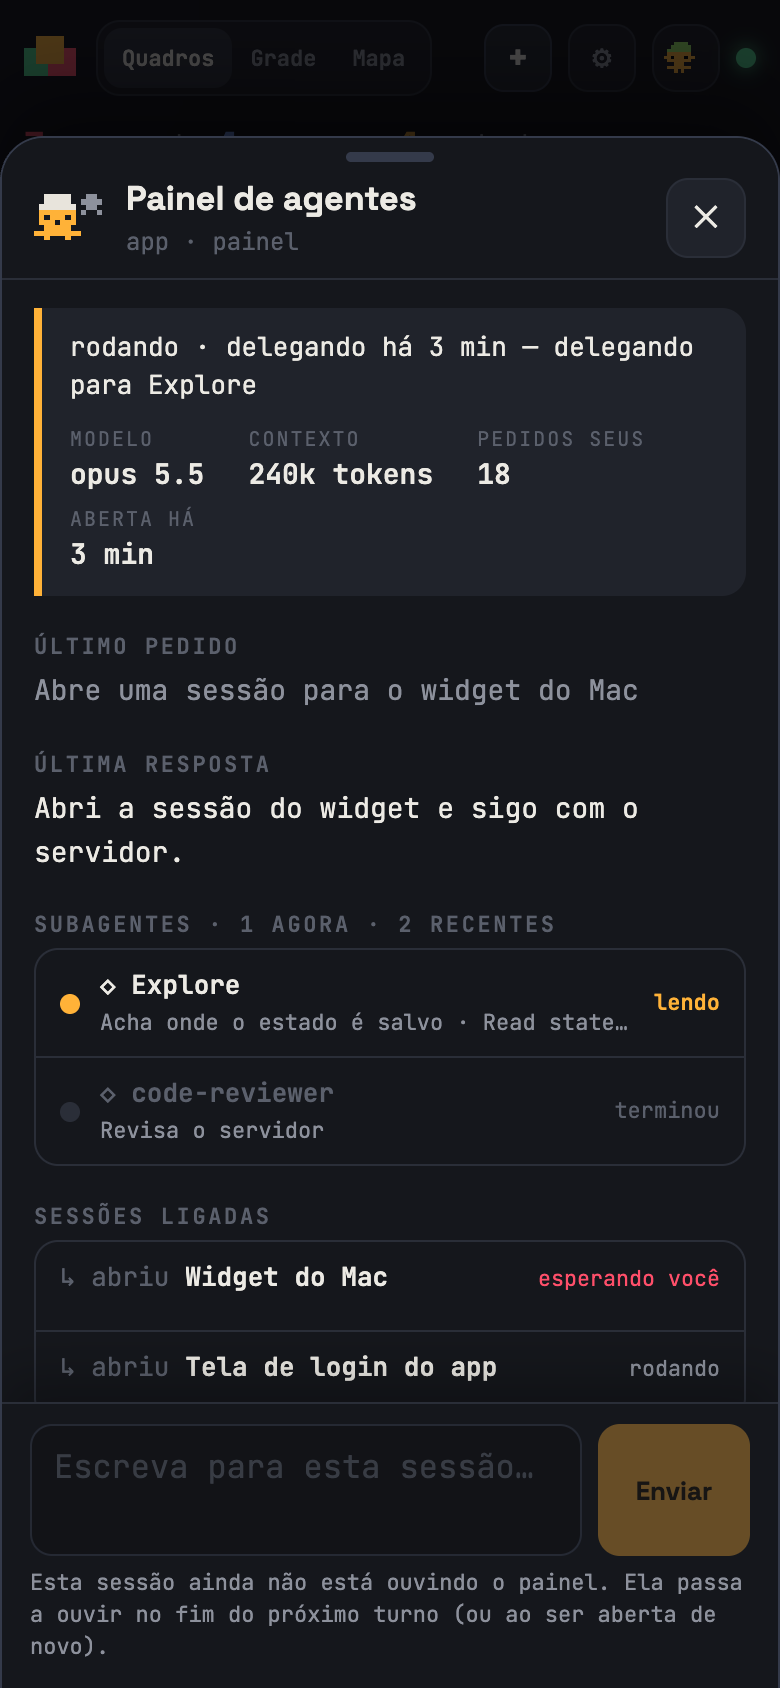 Quadros Grade Mapa
Painel de agentes
app · painel
rodando · delegando há 3 min — delegando
para Explore
MODELO CONTEXTO PEDIDOS SEUS
opus 5.5 240k tokens 18
ABERTA HÁ
3 min
ÚLTIMO PEDIDO
Abre uma sessão para o widget do Mac
ÚLTIMA RESPOSTA
Abri a sessão do widget e sigo com o
servidor.
SUBAGENTES · 1 AGORA · 2 RECENTES
◇ Explore
lendo
Acha onde o estado é salvo · Read state…
◇ code-reviewer
terminou
Revisa o servidor
SESSÕES LIGADAS
↳ abriu Widget do Mac esperando você
↳ abriu Tela de login do app rodando
Escreva para esta sessão…
Enviar
Esta sessão ainda não está ouvindo o painel. Ela passa
a ouvir no fim do próximo turno (ou ao ser aberta de
novo).